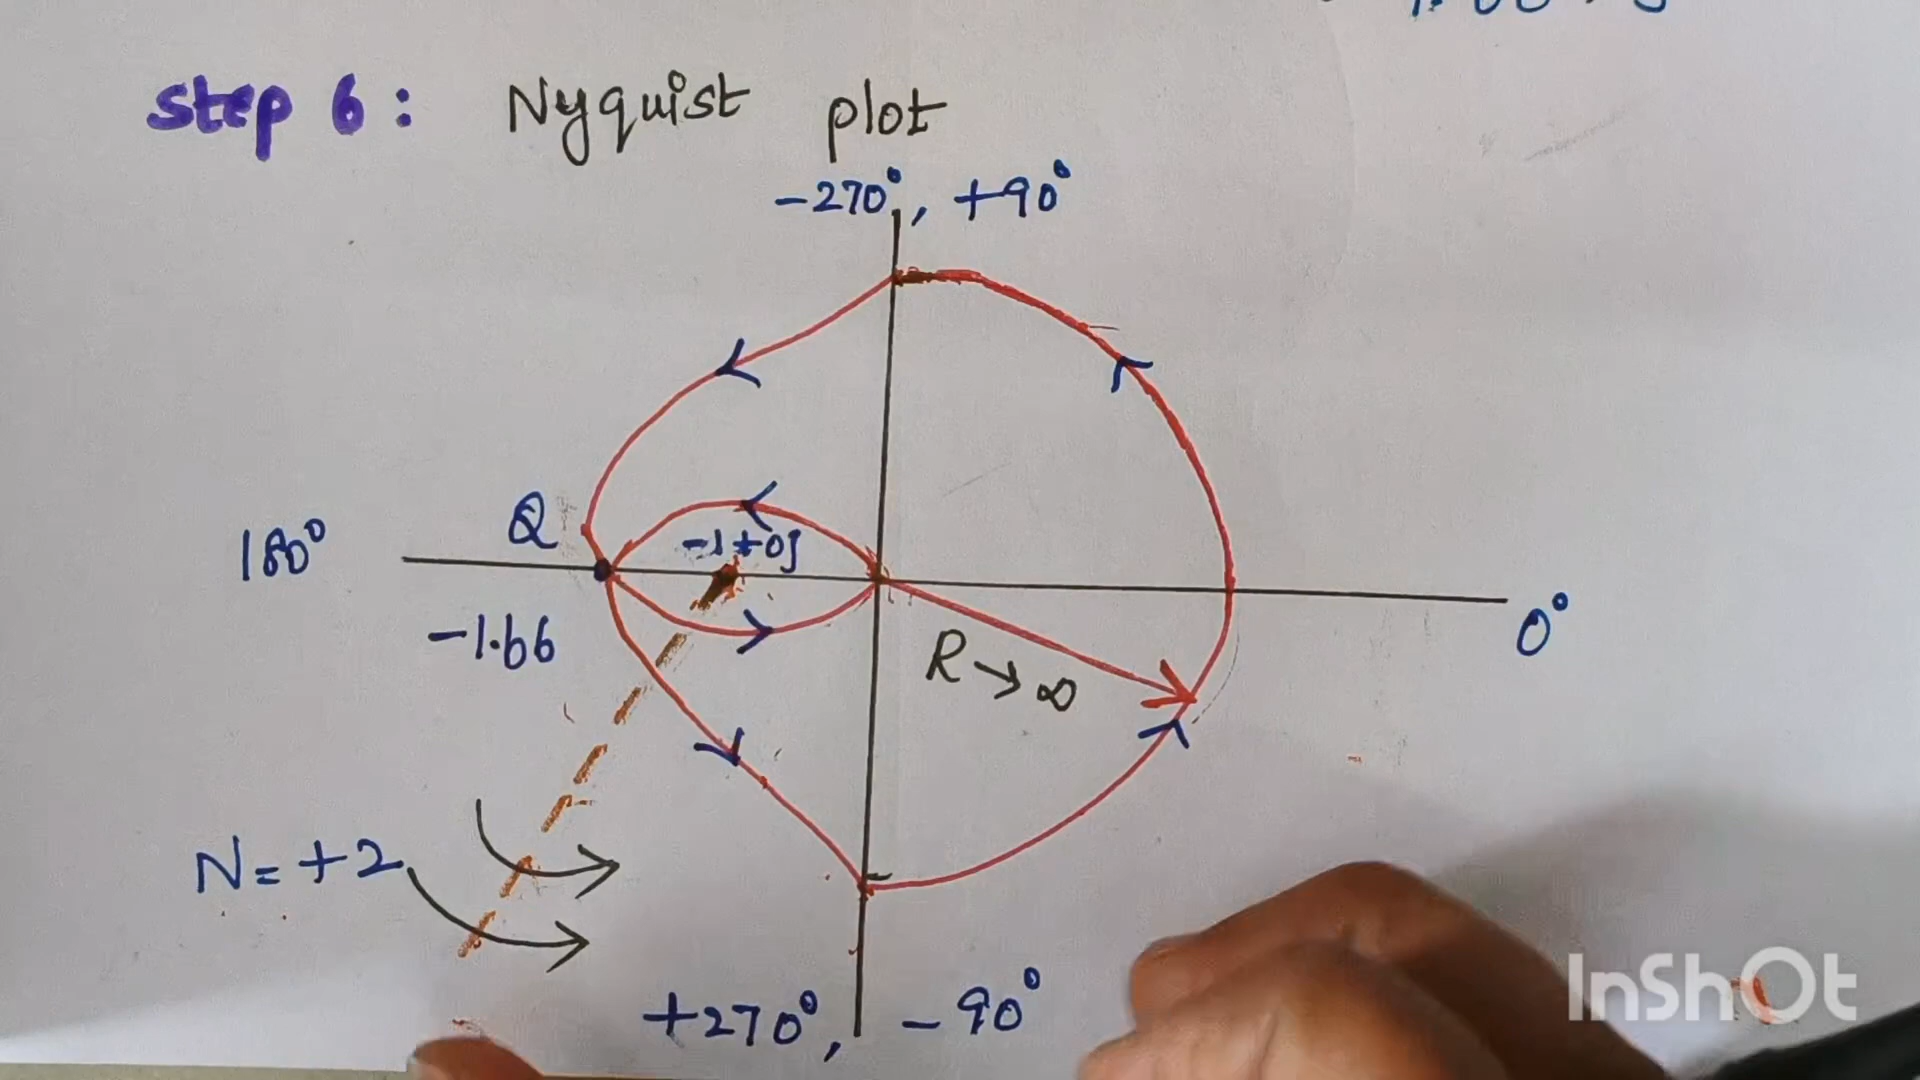 Step 6: Nyquist plot
-270°, +90°
Q
180°
-1+0j
-1.66
R→∞
0°
N=+2
+270°, -90°
InShOt